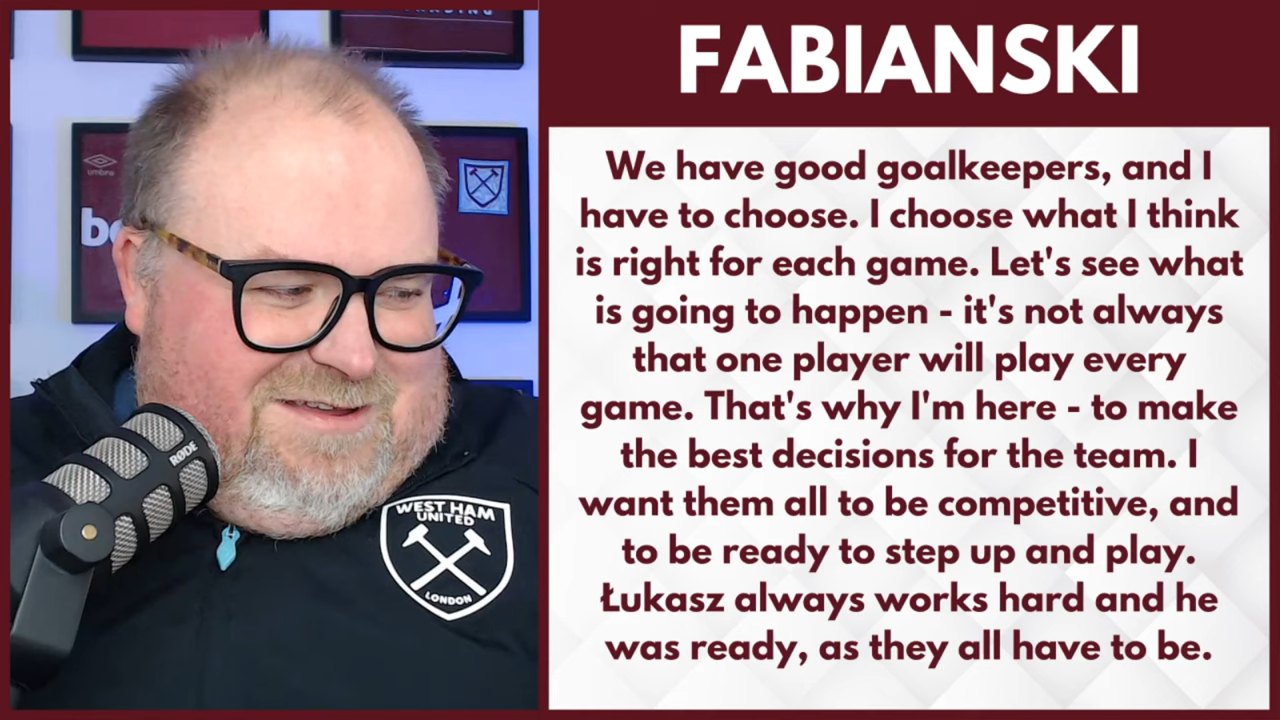 FABIANSKI
We have good goalkeepers, and I
have to choose. I choose what I think
is right for each game. Let's see what
is going to happen - it's not always
that one player will play every
game. That's why I'm here - to make
the best decisions for the team. I
want them all to be competitive, and
to be ready to step up and play.
Łukasz always works hard and he
was ready, as they all have to be.
umbro
RØDE
WEST HAM
UNITED
LONDON